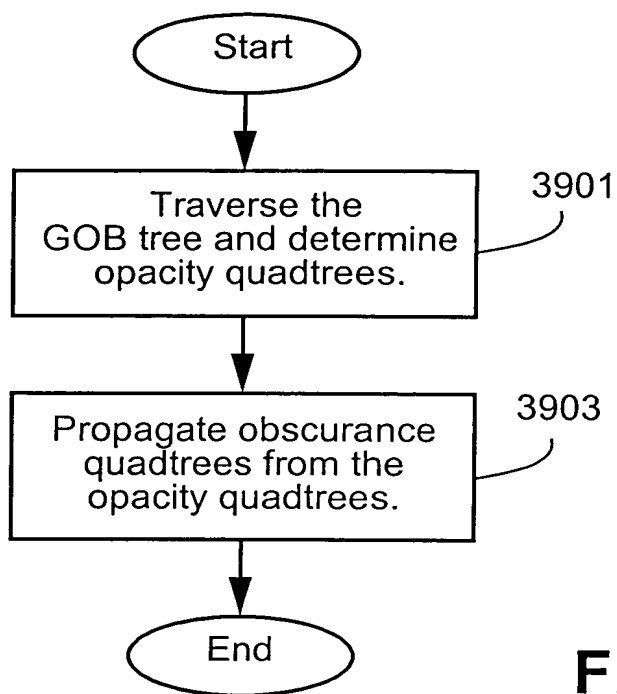 Start
Traverse the
GOB tree and determine
opacity quadtrees.
3901
Propagate obscurance
quadtrees from the
opacity quadtrees.
3903
End
F